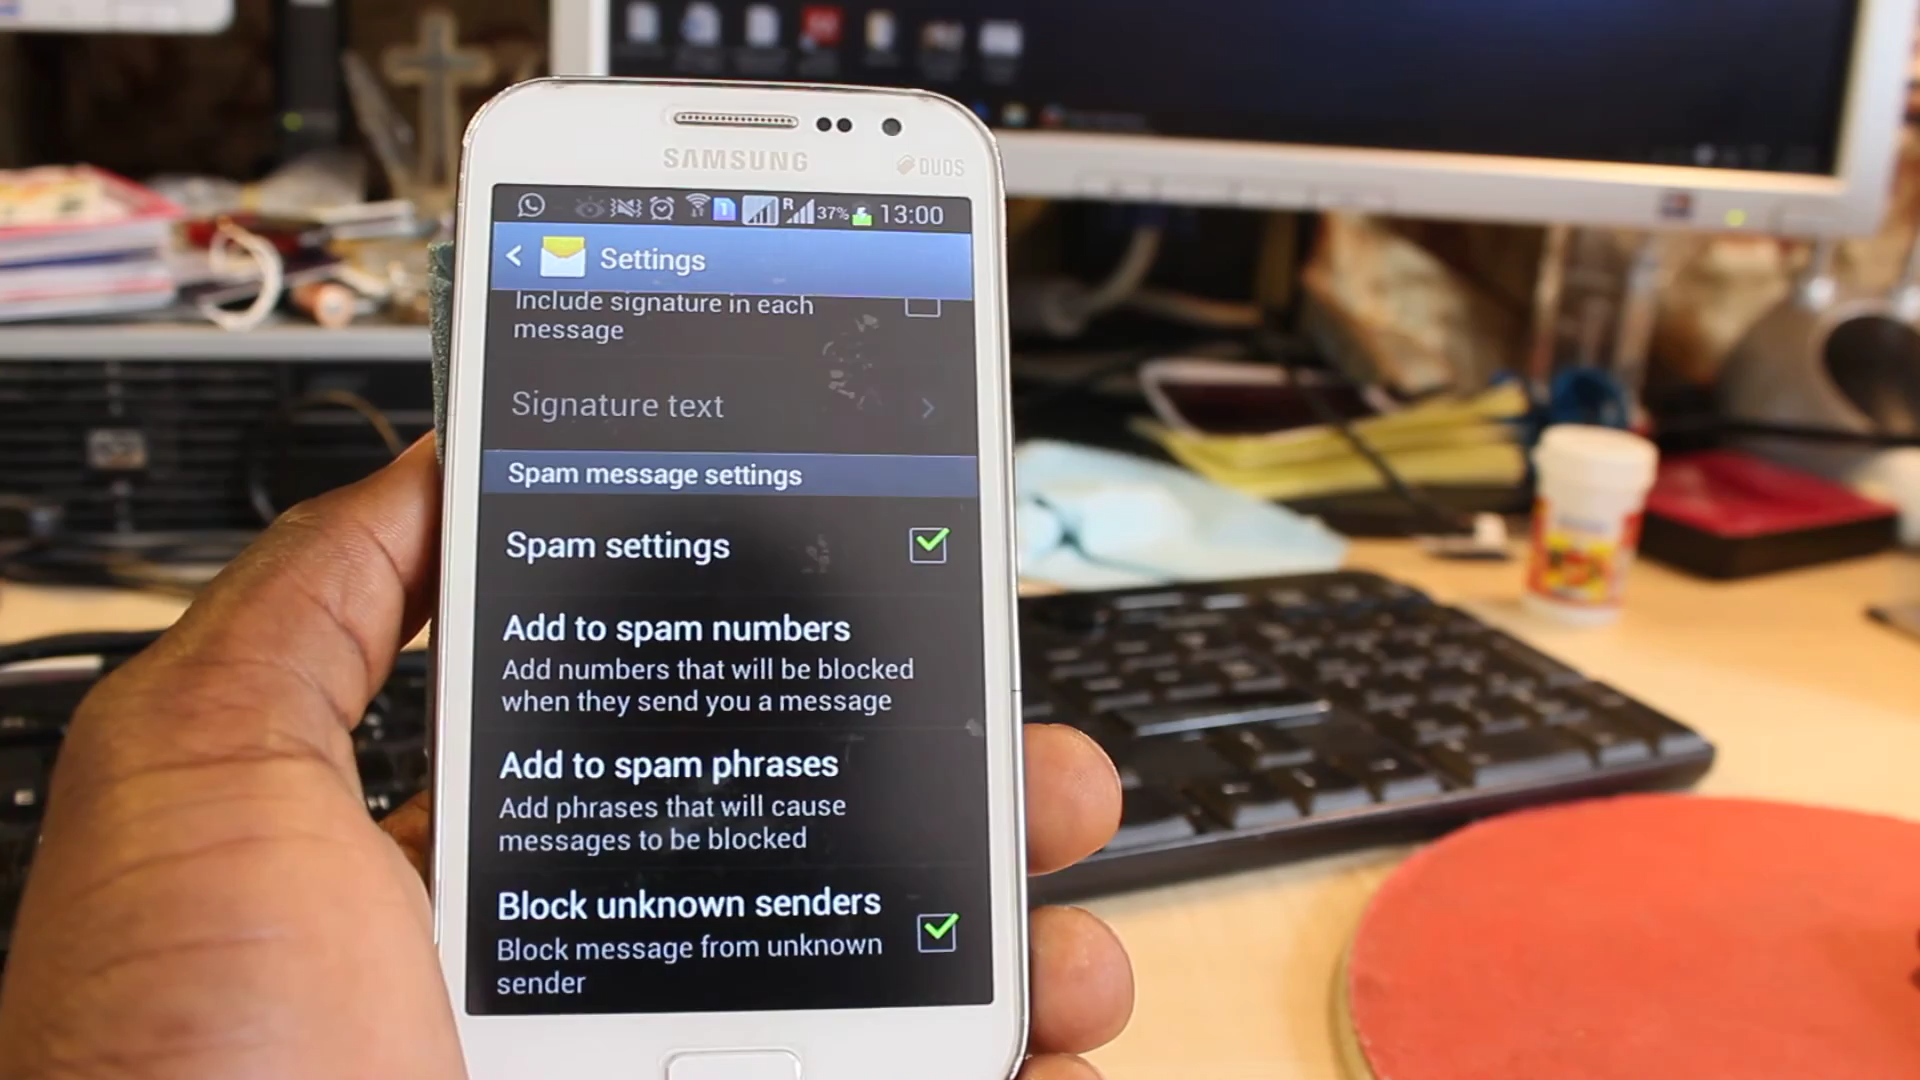 SAMSUNG
DUOS
1
R
37%
13:00
< Settings
Include signature in each
message
Signature text
Spam message settings
Spam settings
Add to spam numbers
Add numbers that will be blocked
when they send you a message
Add to spam phrases
Add phrases that will cause
messages to be blocked
Block unknown senders
Block message from unknown
sender